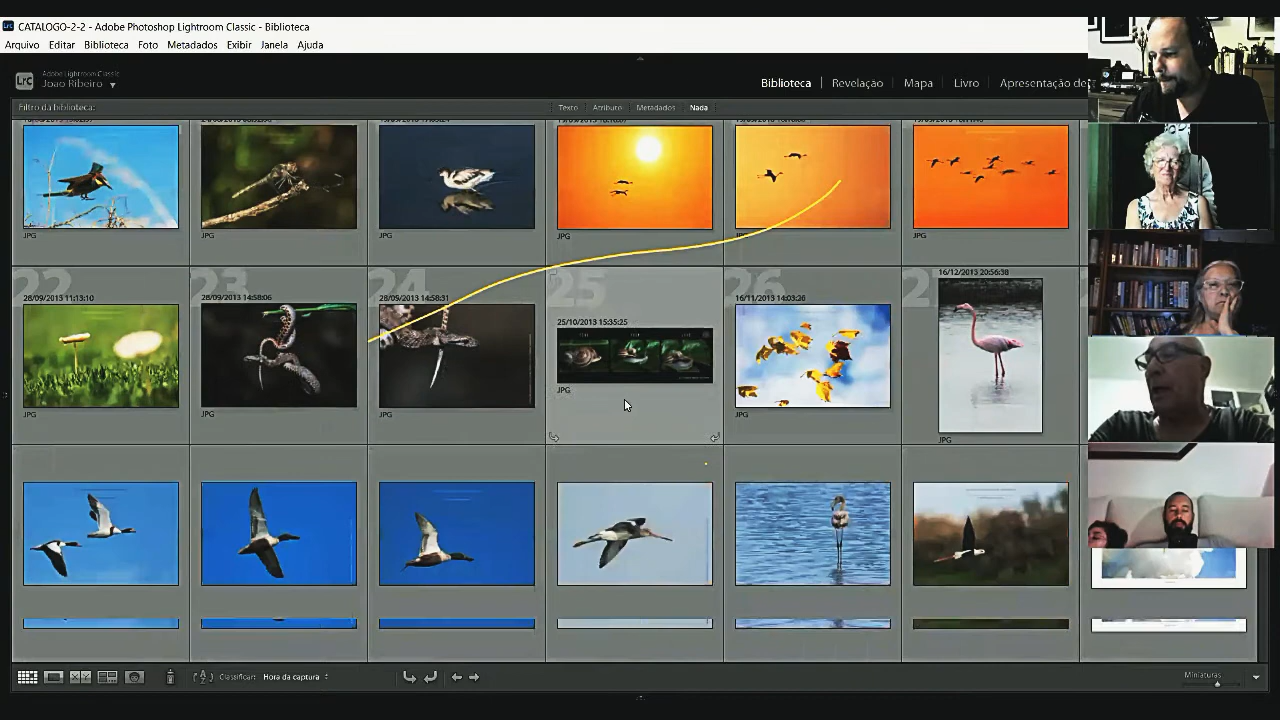 CATALOGO-2-2 - Adobe Photoshop Lightroom Classic - Biblioteca
Arquivo Editar Biblioteca Foto Metadados Exibir Janela Ajuda
LrC
Adobe Lightroom Classic
Joao Ribeiro
Biblioteca | Revelação | Mapa | Livro | Apresentação de
Filtro da biblioteca:
Texto Atributo Metadados Nada
JPG JPG JPG JPG JPG JPG
22 23 24 25 26
28/09/2013 11:13:10
28/09/2013 14:58:06
28/09/2013 14:58:31
25/10/2013 15:35:25
16/11/2013 14:03:26
16/12/2013 20:56:38
JPG JPG JPG JPG JPG JPG
Classificar: Hora da captura
Miniaturas